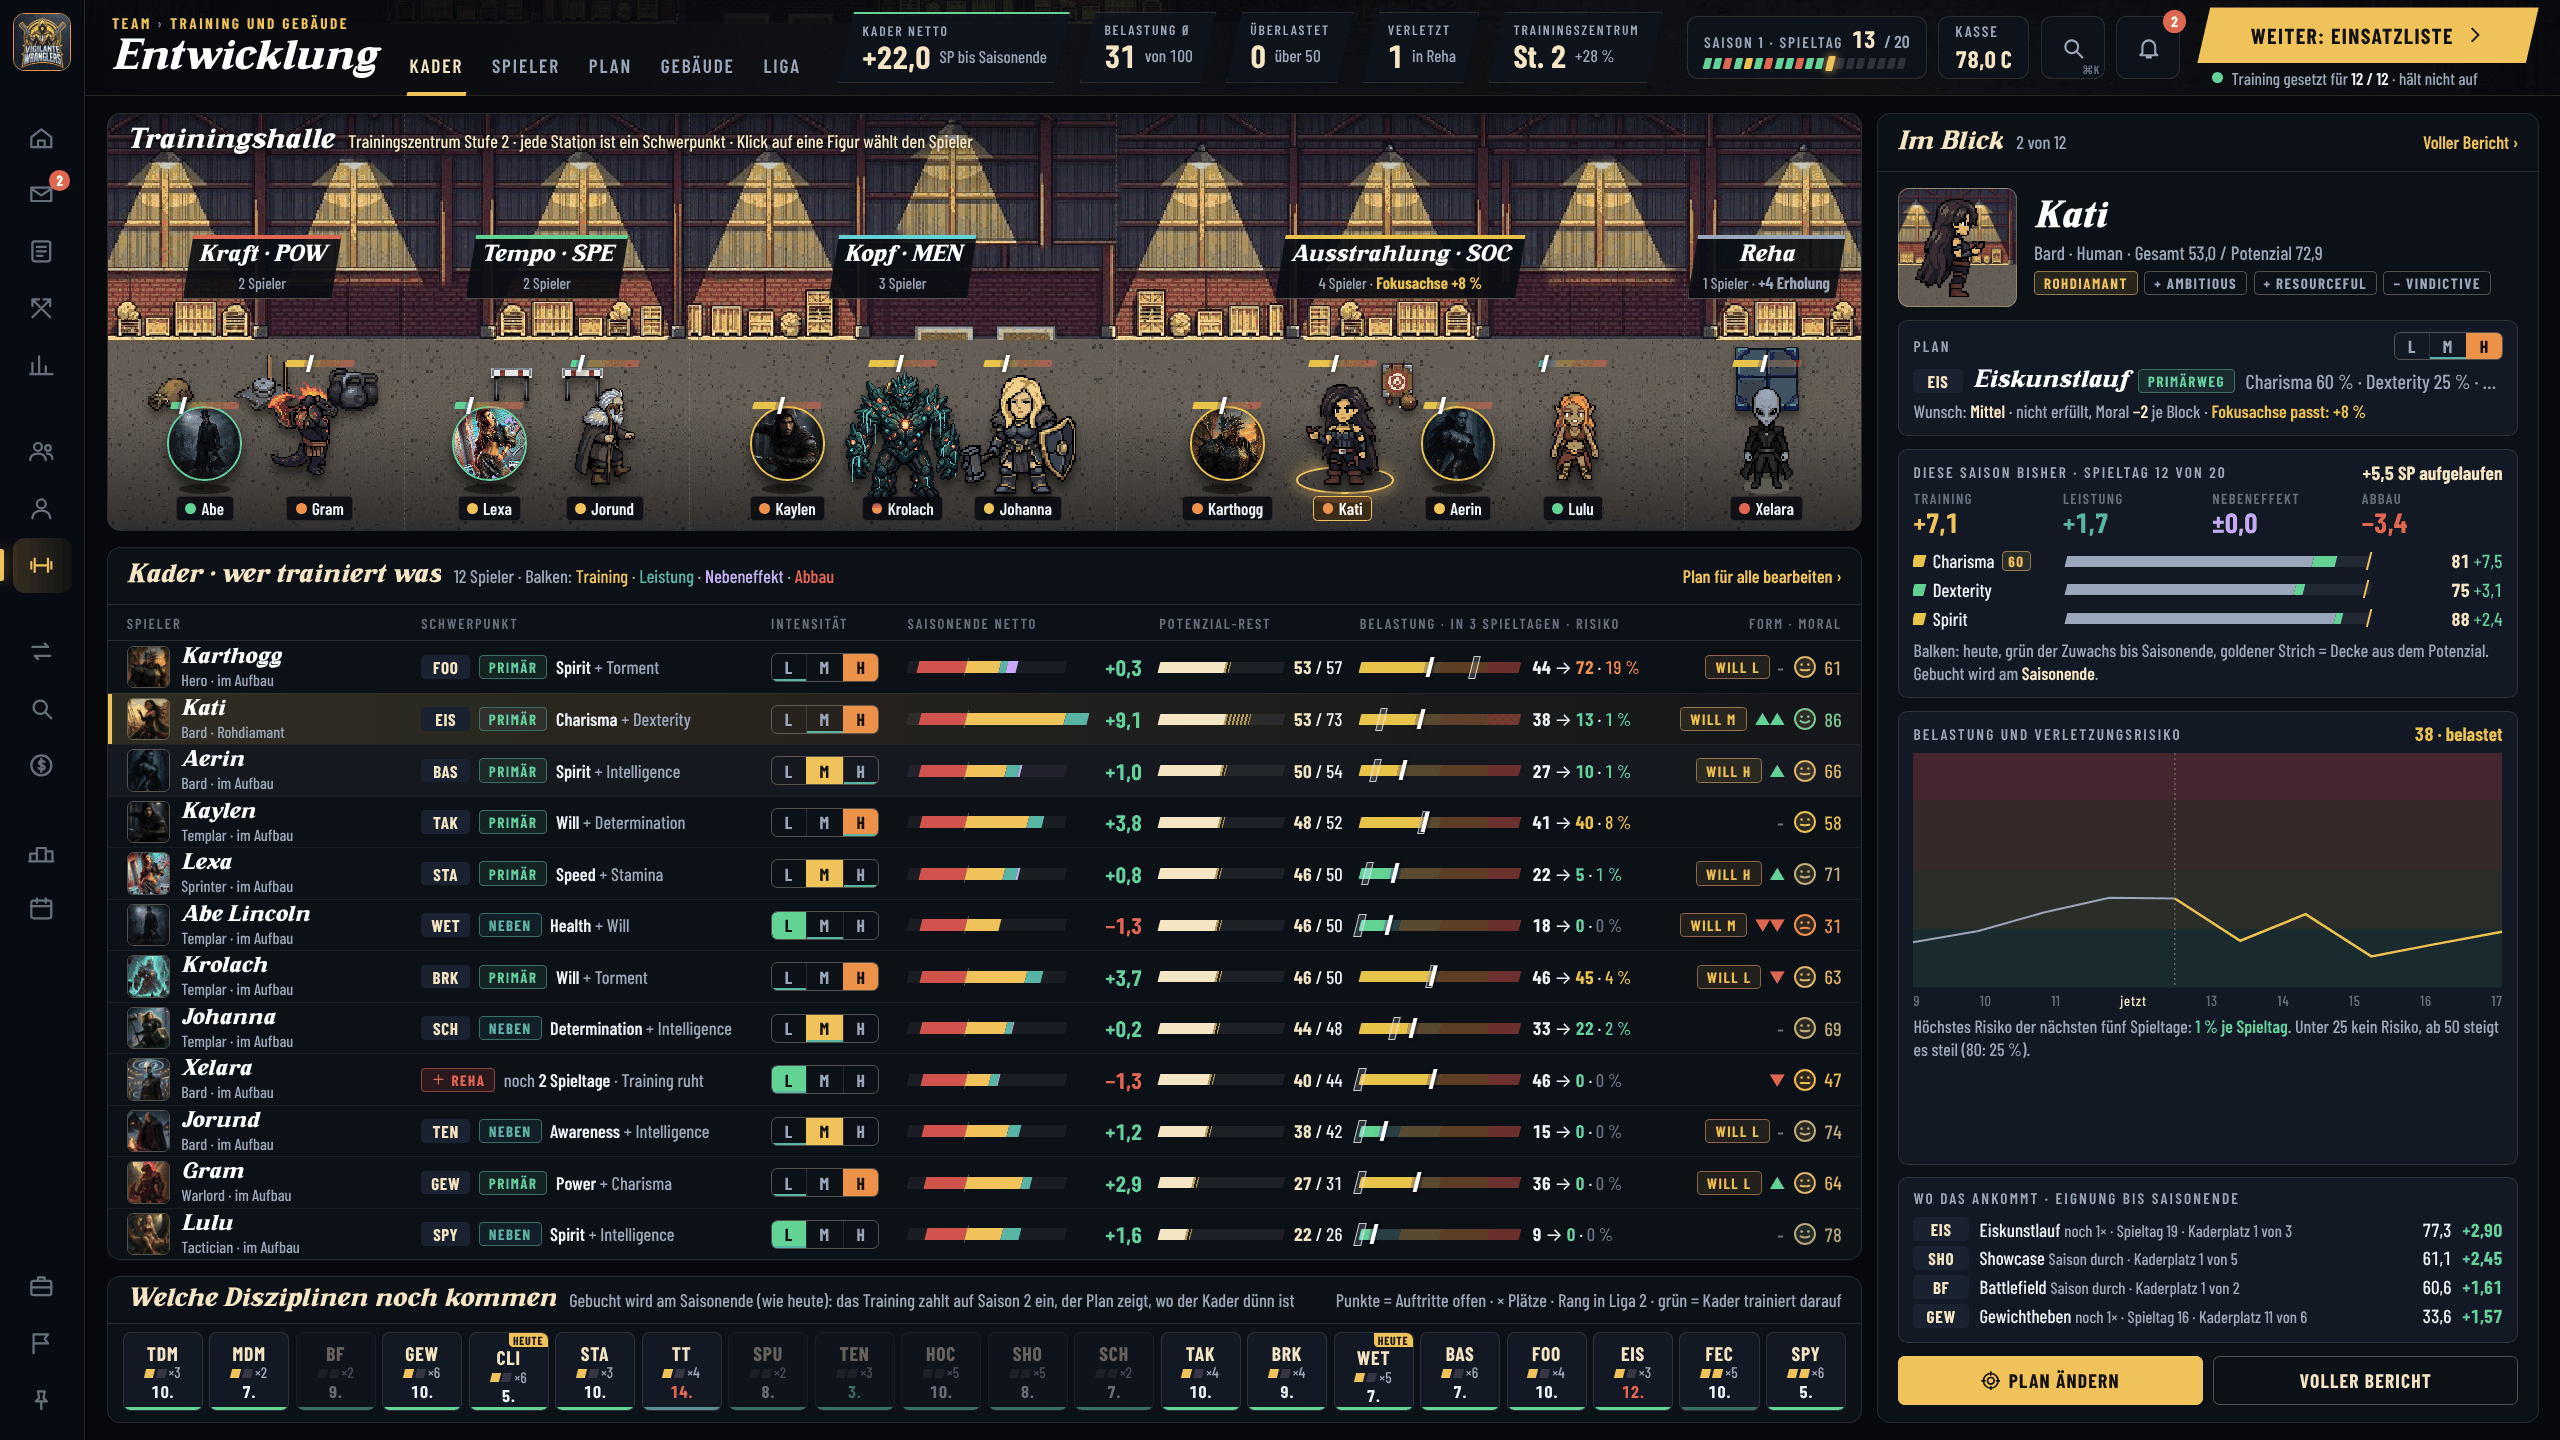 TEAM › TRAINING UND GEBÄUDE
Entwicklung
KADER SPIELER PLAN GEBÄUDE LIGA
KADER NETTO
+22,0 SP bis Saisonende
BELASTUNG Ø
31 von 100
ÜBERLASTET
0 über 50
VERLETZT
1 in Reha
TRAININGSZENTRUM
St. 2 +28 %
SAISON 1 · SPIELTAG 13 / 20
KASSE
78,0 C
⌘K
2
WEITER: EINSATZLISTE
Training gesetzt für 12 / 12 · hält nicht auf
VIGILANTE
WRANGLERS
2
Trainingshalle Trainingszentrum Stufe 2 · jede Station ist ein Schwerpunkt · Klick auf eine Figur wählt den Spieler
Kraft · POW
2 Spieler
Tempo · SPE
2 Spieler
Kopf · MEN
3 Spieler
Ausstrahlung · SOC
4 Spieler · Fokusachse +8 %
Reha
1 Spieler · +4 Erholung
Abe Gram Lexa Jorund Kaylen Krolach Johanna Karthogg Kati Aerin Lulu Xelara
Kader · wer trainiert was 12 Spieler · Balken: Training · Leistung · Nebeneffekt · Abbau Plan für alle bearbeiten ›
SPIELER SCHWERPUNKT INTENSITÄT SAISONENDE NETTO POTENZIAL-REST BELASTUNG · IN 3 SPIELTAGEN · RISIKO FORM · MORAL
Karthogg
Hero · im Aufbau
FOO PRIMÄR Spirit + Torment L M H +0,3 53 / 57 44 → 72 · 19 % WILL L - 61
Kati
Bard · Rohdiamant
EIS PRIMÄR Charisma + Dexterity L M H +9,1 53 / 73 38 → 13 · 1 % WILL M ▲▲ 86
Aerin
Bard · im Aufbau
BAS PRIMÄR Spirit + Intelligence L M H +1,0 50 / 54 27 → 10 · 1 % WILL H ▲ 66
Kaylen
Templar · im Aufbau
TAK PRIMÄR Will + Determination L M H +3,8 48 / 52 41 → 40 · 8 % - 58
Lexa
Sprinter · im Aufbau
STA PRIMÄR Speed + Stamina L M H +0,8 46 / 50 22 → 5 · 1 % WILL H ▲ 71
Abe Lincoln
Templar · im Aufbau
WET NEBEN Health + Will L M H −1,3 46 / 50 18 → 0 · 0 % WILL M ▼▼ 31
Krolach
Templar · im Aufbau
BRK PRIMÄR Will + Torment L M H +3,7 46 / 50 46 → 45 · 4 % WILL L ▼ 63
Johanna
Templar · im Aufbau
SCH NEBEN Determination + Intelligence L M H +0,2 44 / 48 33 → 22 · 2 % - 69
Xelara
Bard · im Aufbau
+ REHA noch 2 Spieltage · Training ruht L M H −1,3 40 / 44 46 → 0 · 0 % ▼ 47
Jorund
Bard · im Aufbau
TEN NEBEN Awareness + Intelligence L M H +1,2 38 / 42 15 → 0 · 0 % WILL L - 74
Gram
Warlord · im Aufbau
GEW PRIMÄR Power + Charisma L M H +2,9 27 / 31 36 → 0 · 0 % WILL L ▲ 64
Lulu
Tactician · im Aufbau
SPY NEBEN Spirit + Intelligence L M H +1,6 22 / 26 9 → 0 · 0 % - 78
Welche Disziplinen noch kommen Gebucht wird am Saisonende (wie heute): das Training zahlt auf Saison 2 ein, der Plan zeigt, wo der Kader dünn ist Punkte = Auftritte offen · × Plätze · Rang in Liga 2 · grün = Kader trainiert darauf
TDM ×3 10.
MDM ×2 7.
BF ×2 9.
GEW ×6 10.
HEUTE CLI ×6 5.
STA ×3 10.
TT ×4 14.
SPU ×2 8.
TEN ×3 3.
HOC ×5 10.
SHO ×5 8.
SCH ×2 7.
TAK ×4 10.
BRK ×4 9.
HEUTE WET ×5 7.
BAS ×6 7.
FOO ×4 10.
EIS ×3 12.
FEC ×5 10.
SPY ×6 5.
Im Blick 2 von 12 Voller Bericht ›
Kati
Bard · Human · Gesamt 53,0 / Potenzial 72,9
ROHDIAMANT + AMBITIOUS + RESOURCEFUL − VINDICTIVE
PLAN L M H
EIS Eiskunstlauf PRIMÄRWEG Charisma 60 % · Dexterity 25 % · ...
Wunsch: Mittel · nicht erfüllt, Moral −2 je Block · Fokusachse passt: +8 %
DIESE SAISON BISHER · SPIELTAG 12 VON 20 +5,5 SP aufgelaufen
TRAINING LEISTUNG NEBENEFFEKT ABBAU
+7,1 +1,7 ±0,0 −3,4
Charisma 60 81 +7,5
Dexterity 75 +3,1
Spirit 88 +2,4
Balken: heute, grün der Zuwachs bis Saisonende, goldener Strich = Decke aus dem Potenzial.
Gebucht wird am Saisonende.
BELASTUNG UND VERLETZUNGSRISIKO 38 · belastet
9 10 11 jetzt 13 14 15 16 17
Höchstes Risiko der nächsten fünf Spieltage: 1 % je Spieltag. Unter 25 kein Risiko, ab 50 steigt
es steil (80: 25 %).
WO DAS ANKOMMT · EIGNUNG BIS SAISONENDE
EIS Eiskunstlauf noch 1× · Spieltag 19 · Kaderplatz 1 von 3 77,3 +2,90
SHO Showcase Saison durch · Kaderplatz 1 von 5 61,1 +2,45
BF Battlefield Saison durch · Kaderplatz 1 von 2 60,6 +1,61
GEW Gewichtheben noch 1× · Spieltag 16 · Kaderplatz 11 von 6 33,6 +1,57
PLAN ÄNDERN VOLLER BERICHT